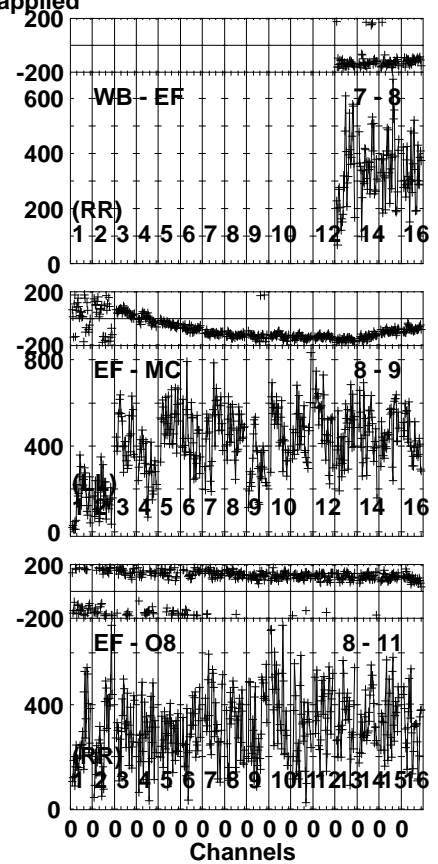 applied
200
-200
WB - EF 7 - 8
600
400
200
(RR)
1 2 3 4 5 6 7 8 9 10 12 14 16
0
200
-200
800
EF - MC 8 - 9
400
(LL)
1 2 3 4 5 6 7 8 9 10 12 14 16
0
200
-200
EF - O8 8 - 11
400
(RR)
1 2 3 4 5 6 7 8 9 10 11 12 13 14 15 16
0
0 0 0 0 0 0 0 0 0 0 0 0 0 0 0 0
Channels